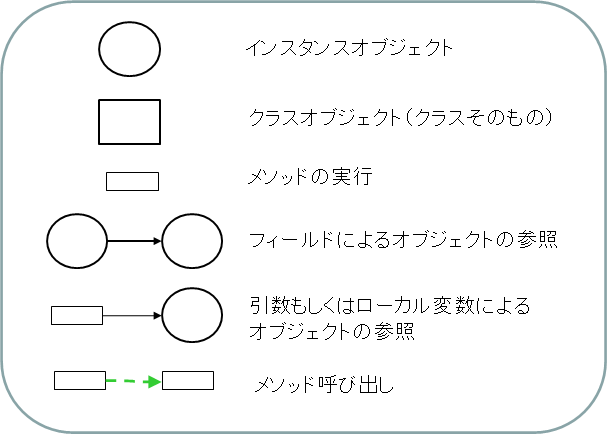 インスタンスオブジェクト
クラスオブジェクト（クラスそのもの）
メソッドの実行
フィールドによるオブジェクトの参照
引数もしくはローカル変数による
オブジェクトの参照
メソッド呼び出し